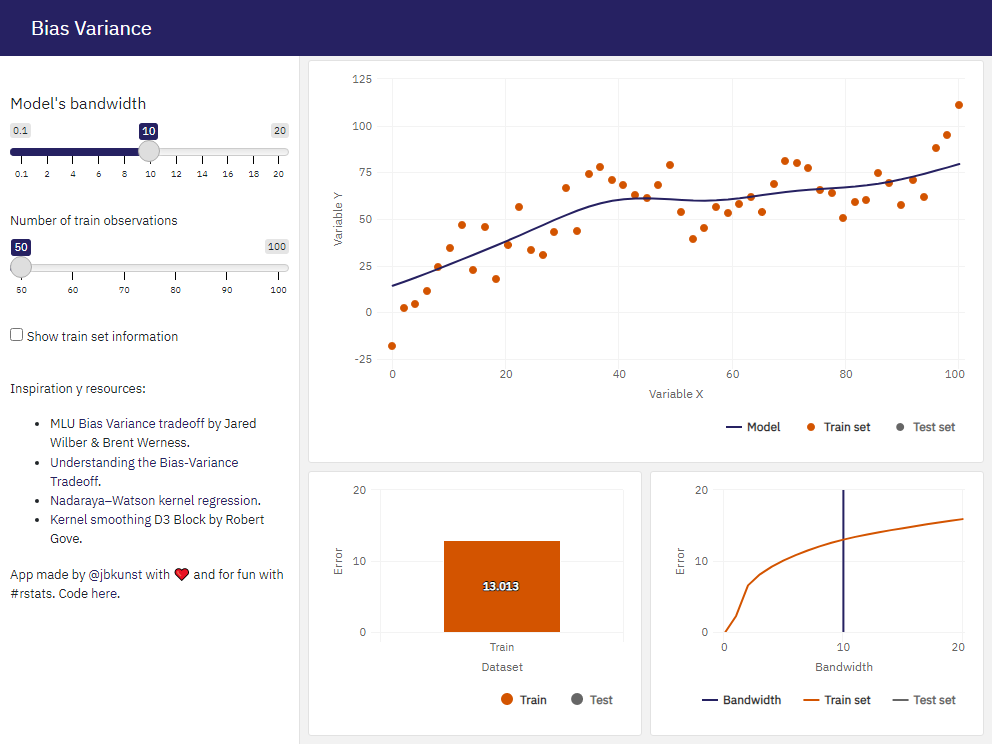 Bias Variance
Model's bandwidth
0.1 10 20
0.1 2 4 6 8 10 12 14 16 18 20
Number of train observations
50 100
50 60 70 80 90 100
Show train set information
Inspiration y resources:
MLU Bias Variance tradeoff by Jared
Wilber & Brent Werness.
Understanding the Bias-Variance
Tradeoff.
Nadaraya–Watson kernel regression.
Kernel smoothing D3 Block by Robert
Gove.
App made by @jbkunst with ❤ and for fun with
#rstats. Code here.
125
100
75
50
25
0
-25
Variable Y
0 20 40 60 80 100
Variable X
Model Train set Test set
20
10
0
Error
13.013
Train
Dataset
Train Test
20
10
0
Error
0 10 20
Bandwidth
Bandwidth Train set Test set